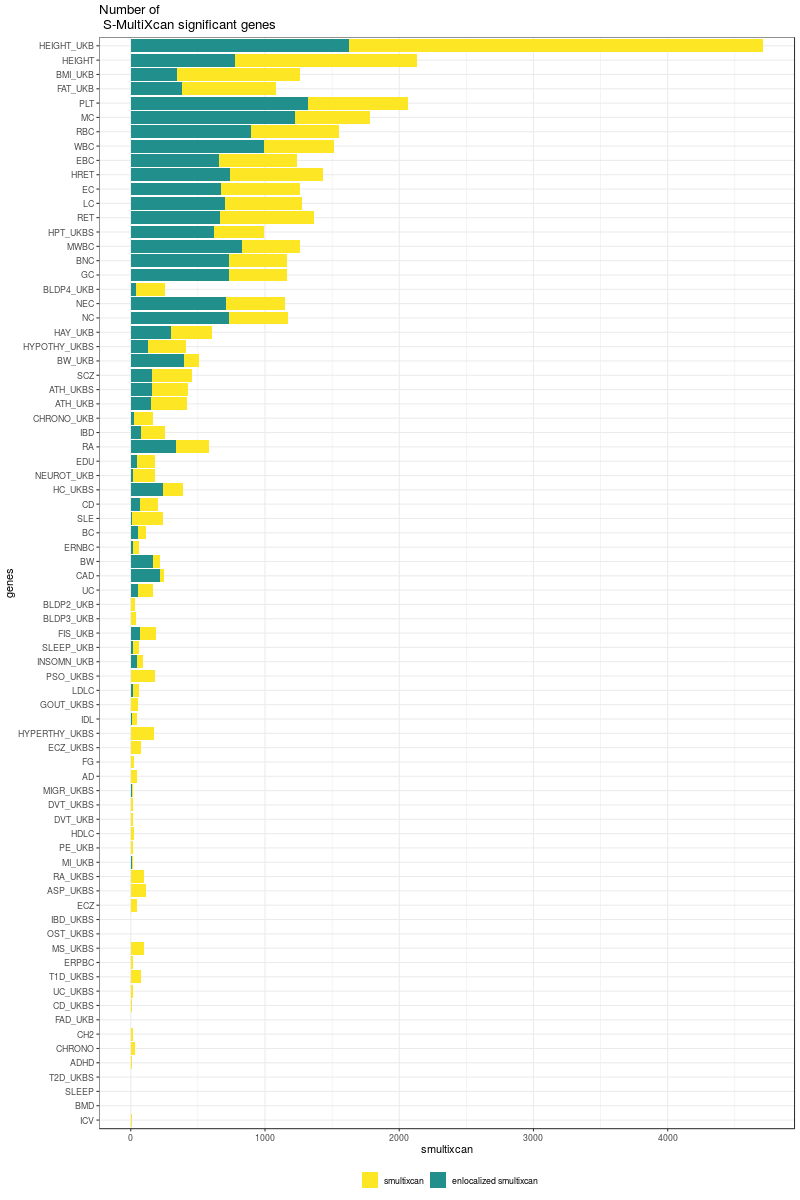 Number of
S-MultiXcan significant genes
HEIGHT_UKB
HEIGHT
BMI_UKB
FAT_UKB
PLT
MC
RBC
WBC
EBC
HRET
EC
LC
RET
HPT_UKBS
MWBC
BNC
GC
BLDP4_UKB
NEC
NC
HAY_UKB
HYPOTHY_UKBS
BW_UKB
SCZ
ATH_UKBS
ATH_UKB
CHRONO_UKB
IBD
RA
EDU
NEUROT_UKB
HC_UKBS
CD
SLE
BC
ERNBC
BW
CAD
UC
BLDP2_UKB
BLDP3_UKB
FIS_UKB
SLEEP_UKB
INSOMN_UKB
PSO_UKBS
LDLC
GOUT_UKBS
IDL
HYPERTHY_UKBS
ECZ_UKBS
FG
AD
MIGR_UKBS
DVT_UKBS
DVT_UKB
HDLC
PE_UKB
MI_UKB
RA_UKBS
ASP_UKBS
ECZ
IBD_UKBS
OST_UKBS
MS_UKBS
ERPBC
T1D_UKBS
UC_UKBS
CD_UKBS
FAD_UKB
CH2
CHRONO
ADHD
T2D_UKBS
SLEEP
BMD
ICV
genes
0 1000 2000 3000 4000
smultixcan
smultixcan enlocalized smultixcan